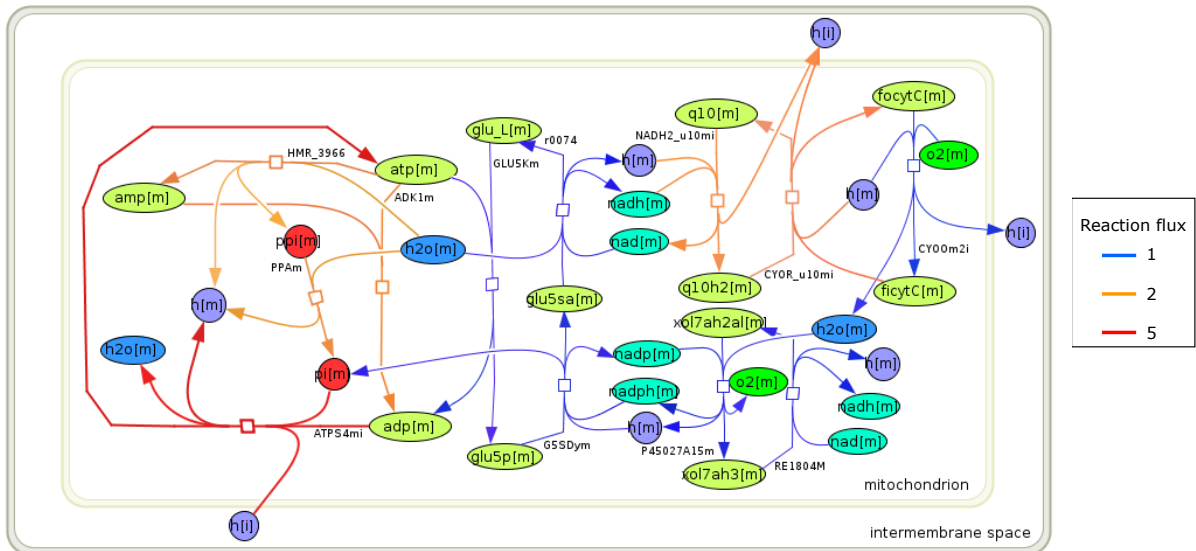 h[i]
focytC[m]
q10[m]
glu_L[m]
r0074
NADH2_u10mi
HMR_3966
atp[m]
GLU5Km
h[m]
o2[m]
amp[m]
ADK1m
nadh[m]
h[m]
ppi[m]
h2o[m]
nad[m]
h[i]
PPAm
CYOOm2i
CYOR_u10mi
q10h2[m]
ficytC[m]
h[m]
glu5sa[m]
xol7ah2al[m]
h2o[m]
h2o[m]
nadp[m]
h[m]
pi[m]
nadph[m]
o2[m]
nadh[m]
ATPS4mi
adp[m]
h[m]
nad[m]
G5SDym
P45027A15m
glu5p[m]
xol7ah3[m]
RE1804M
mitochondrion
h[i]
intermembrane space
Reaction flux
1
2
5